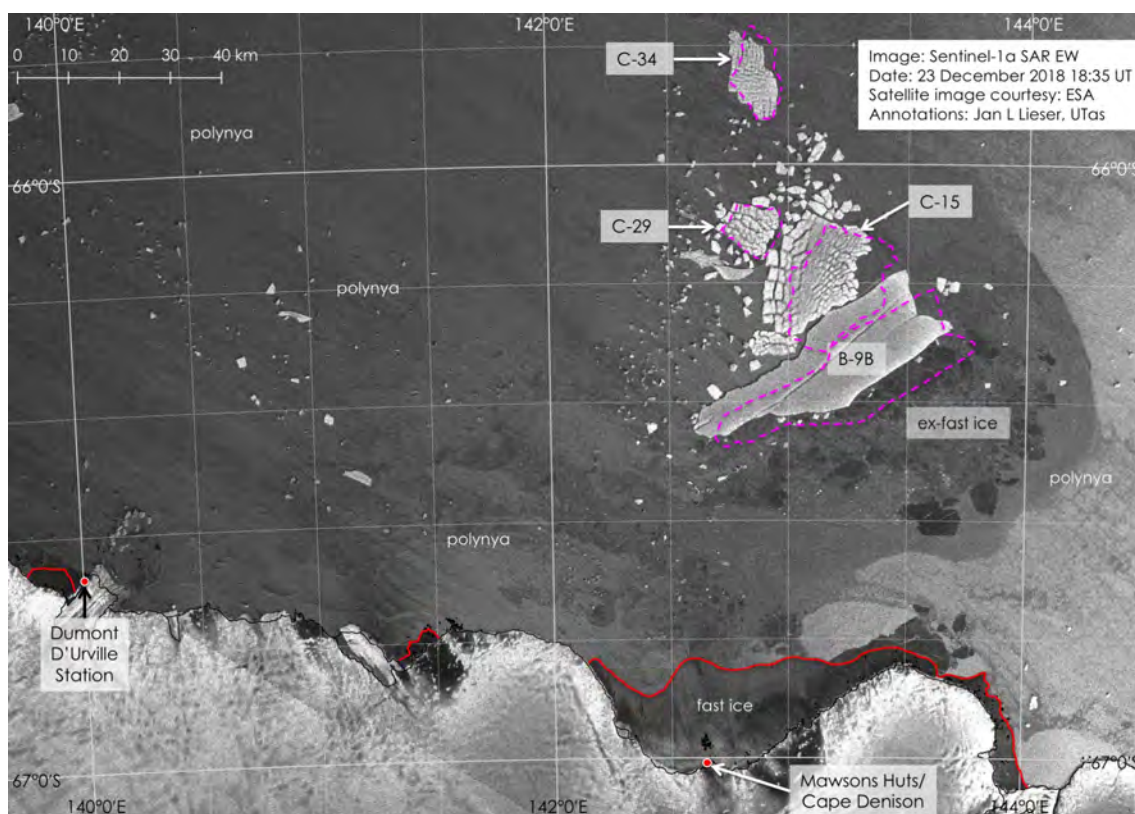 140°0'E
142°0'E
144°0'E
0 10 20 30 40 km
C-34
Image: Sentinel-1a SAR EW
Date: 23 December 2018 18:35 UT
Satellite image courtesy: ESA
Annotations: Jan L Lieser, UTas
polynya
66°0'S
66°0'S
C-15
C-29
polynya
B-9B
ex-fast ice
polynya
polynya
Dumont
D'Urville
Station
fast ice
67°0'S
67°0'S
Mawsons Huts/
Cape Denison
140°0'E
142°0'E
144°0'E